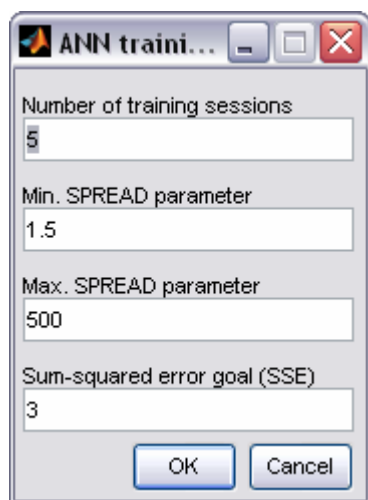 ANN traini...
Number of training sessions
5
Min. SPREAD parameter
1.5
Max. SPREAD parameter
500
Sum-squared error goal (SSE)
3
OK Cancel